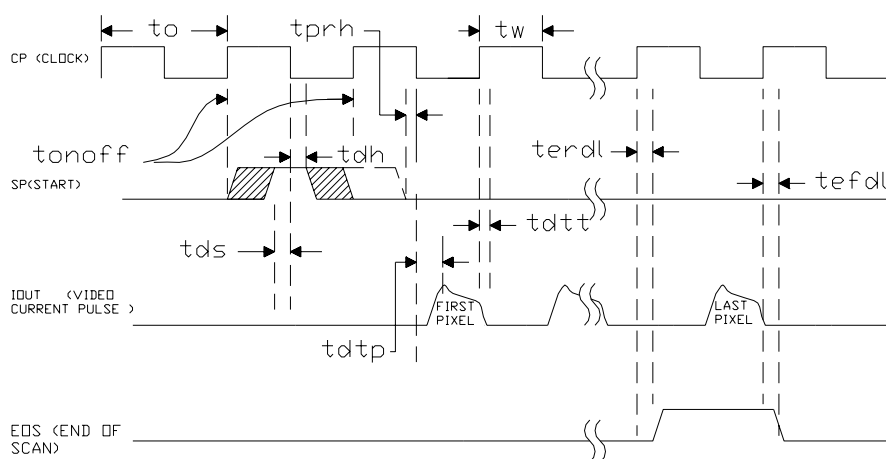 to
tprh
tw
CP (CLOCK)
tonoff
tdh
terdl
SP(START)
tefdl
tds
tdtt
IOUT (VIDEO
CURRENT PULSE )
FIRST
PIXEL
LAST
PIXEL
tdtp
EOS (END OF
SCAN)